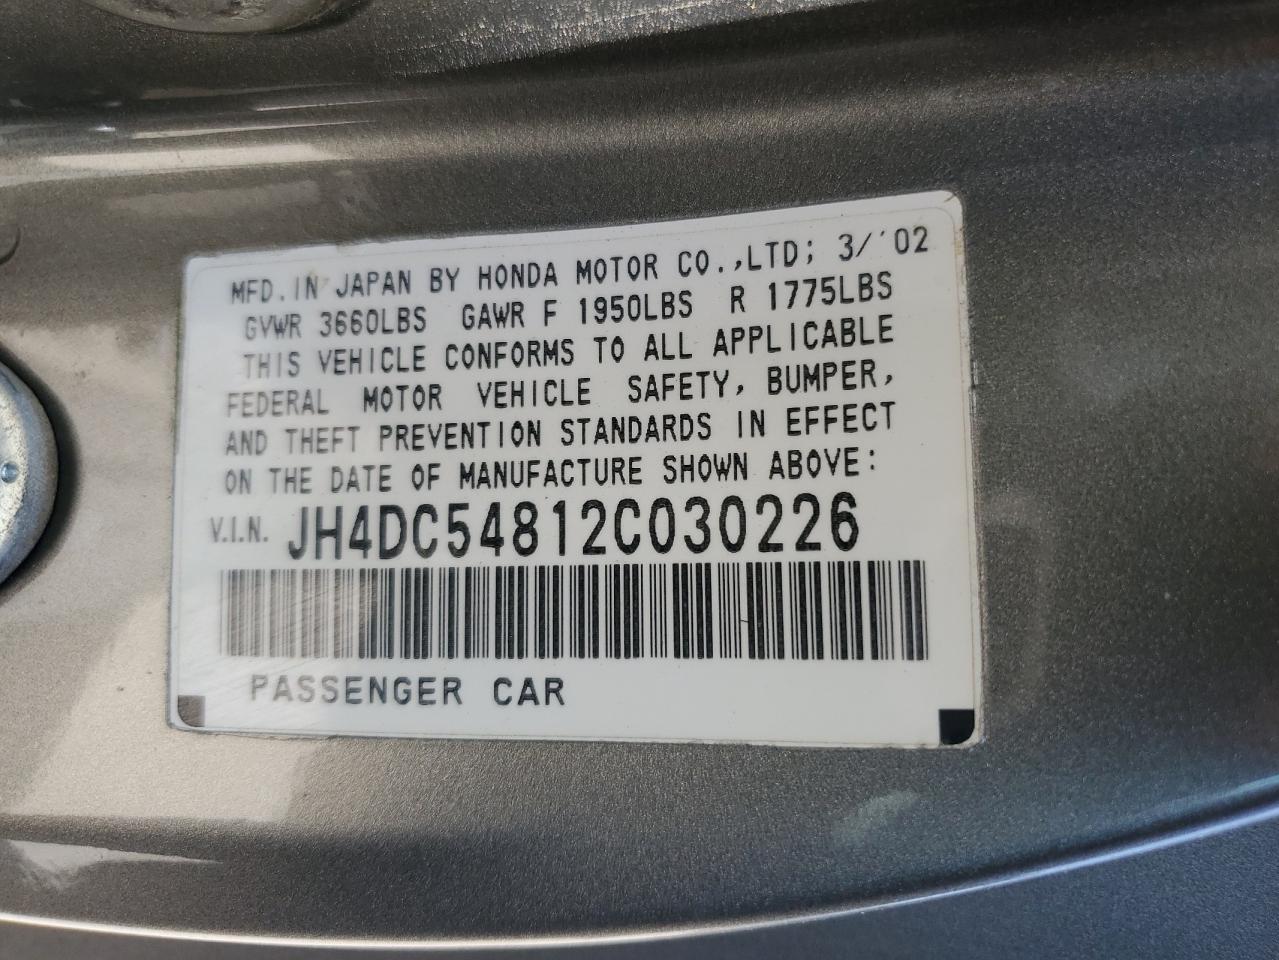 MFD. IN JAPAN BY HONDA MOTOR CO.,LTD; 3/'02
GVWR 3660LBS GAWR F 1950LBS R 1775LBS
THIS VEHICLE CONFORMS TO ALL APPLICABLE
FEDERAL MOTOR VEHICLE SAFETY, BUMPER,
AND THEFT PREVENTION STANDARDS IN EFFECT
ON THE DATE OF MANUFACTURE SHOWN ABOVE:
V.I.N. JH4DC54812C030226
PASSENGER CAR